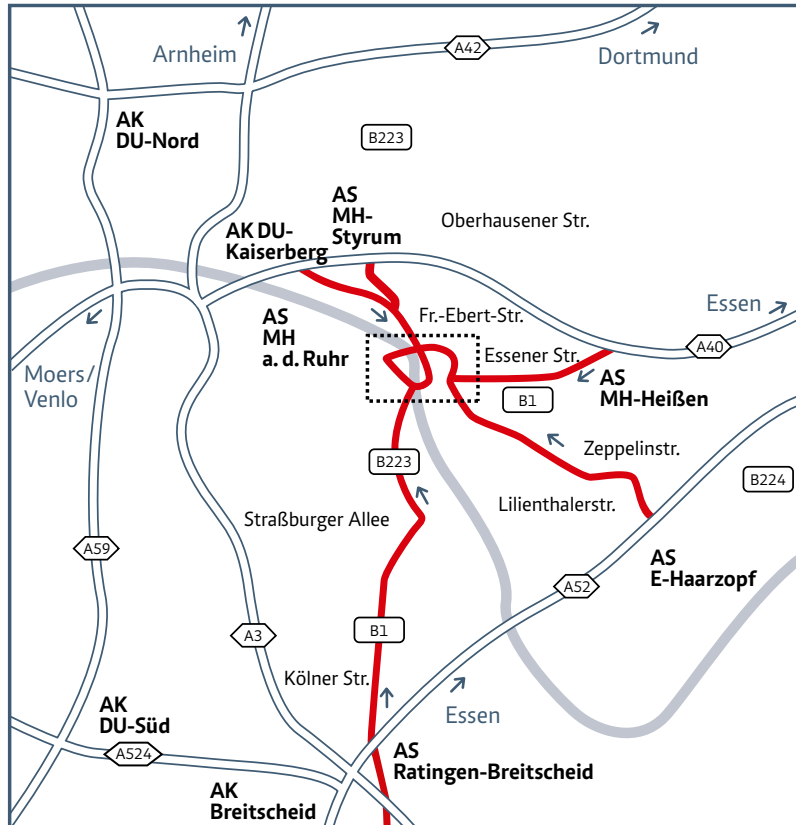 Arnheim
A42
Dortmund
AK
DU-Nord
B223
AS
MH-
Styrum
Oberhausener Str.
AK DU-
Kaiserberg
Essen
AS
MH
a. d. Ruhr
Fr.-Ebert-Str.
A40
Essener Str.
Moers/
Venlo
AS
MH-Heißen
B1
Zeppelinstr.
B223
B224
Lilienthalerstr.
Straßburger Allee
A59
AS
E-Haarzopf
A52
A3
B1
Kölner Str.
Essen
AK
DU-Süd
A524
AS
Ratingen-Breitscheid
AK
Breitscheid